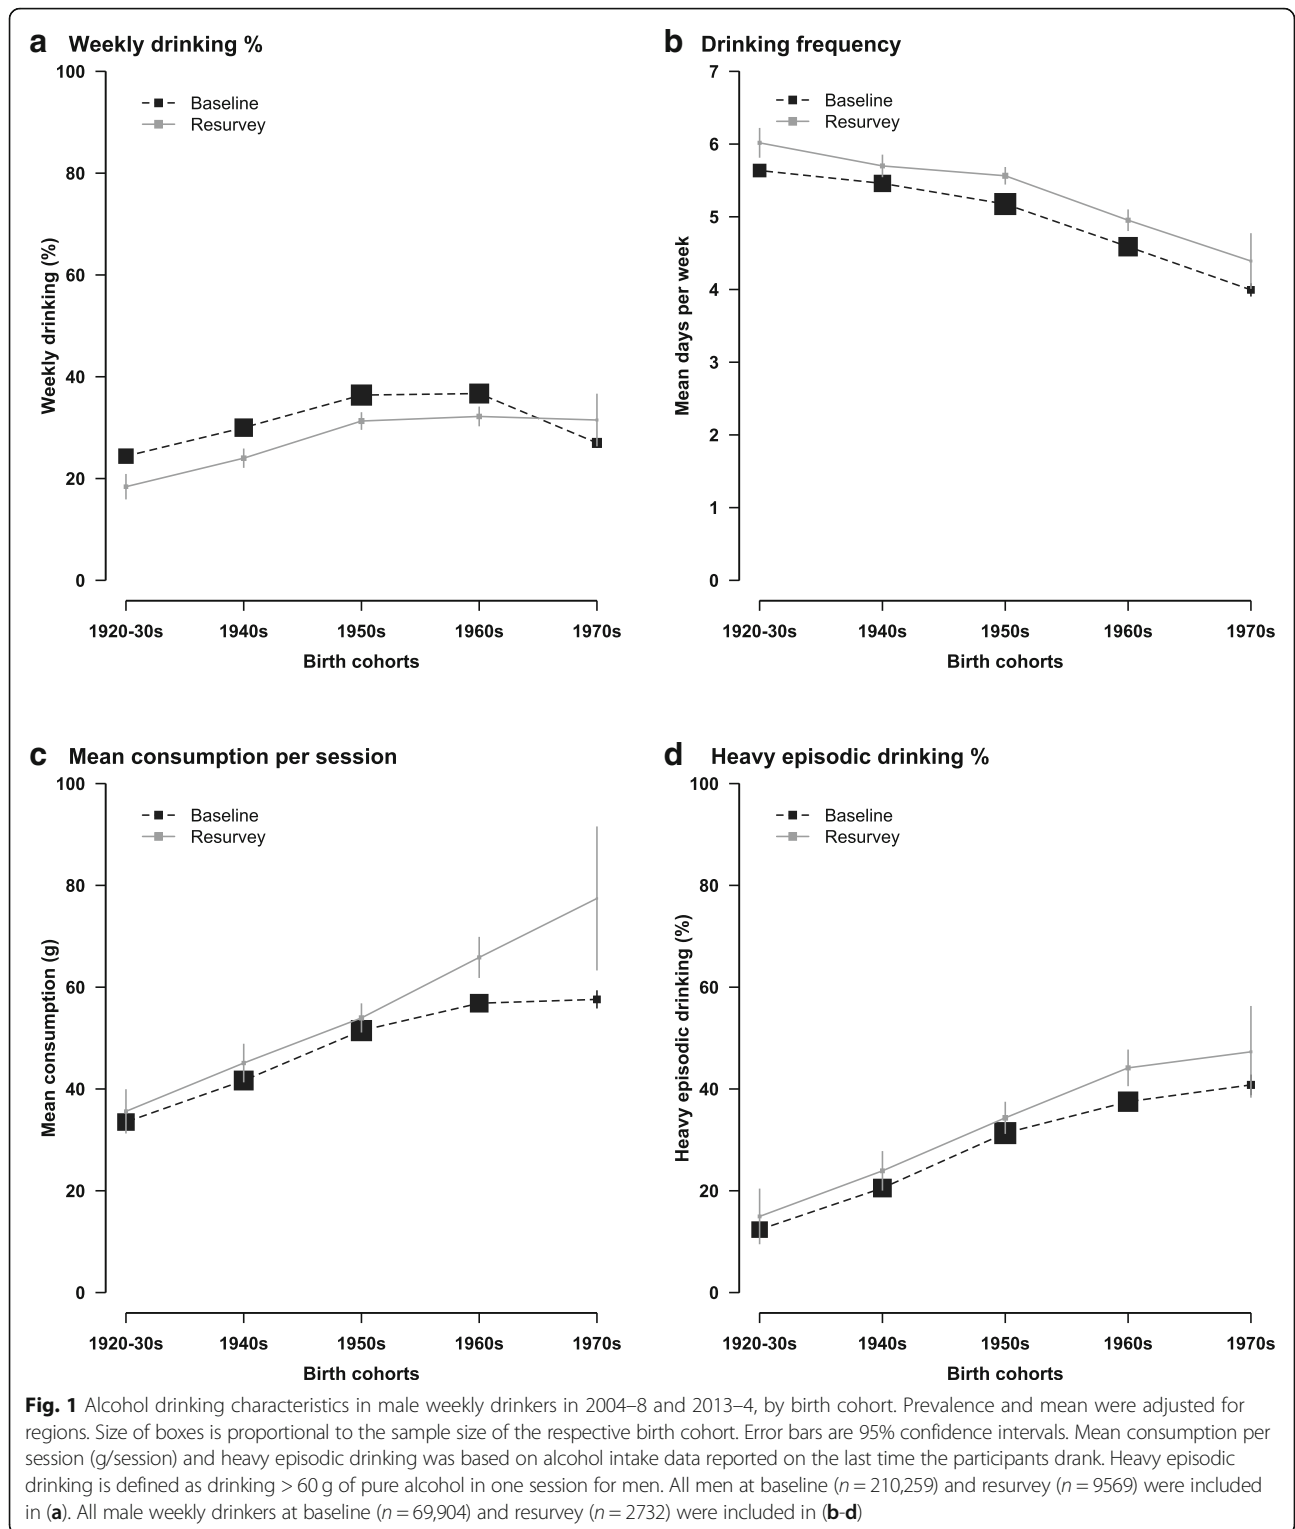 a Weekly drinking %
100
80
60
40
20
0
Weekly drinking (%)
Baseline
Resurvey
1920-30s 1940s 1950s 1960s 1970s
Birth cohorts
b Drinking frequency
7
6
5
4
3
2
1
0
Mean days per week
Baseline
Resurvey
1920-30s 1940s 1950s 1960s 1970s
Birth cohorts
c Mean consumption per session
100
80
60
40
20
0
Mean consumption (g)
Baseline
Resurvey
1920-30s 1940s 1950s 1960s 1970s
Birth cohorts
d Heavy episodic drinking %
100
80
60
40
20
0
Heavy episodic drinking (%)
Baseline
Resurvey
1920-30s 1940s 1950s 1960s 1970s
Birth cohorts
Fig. 1 Alcohol drinking characteristics in male weekly drinkers in 2004–8 and 2013–4, by birth cohort. Prevalence and mean were adjusted for
regions. Size of boxes is proportional to the sample size of the respective birth cohort. Error bars are 95% confidence intervals. Mean consumption per
session (g/session) and heavy episodic drinking was based on alcohol intake data reported on the last time the participants drank. Heavy episodic
drinking is defined as drinking > 60 g of pure alcohol in one session for men. All men at baseline (n = 210,259) and resurvey (n = 9569) were included
in (a). All male weekly drinkers at baseline (n = 69,904) and resurvey (n = 2732) were included in (b-d)